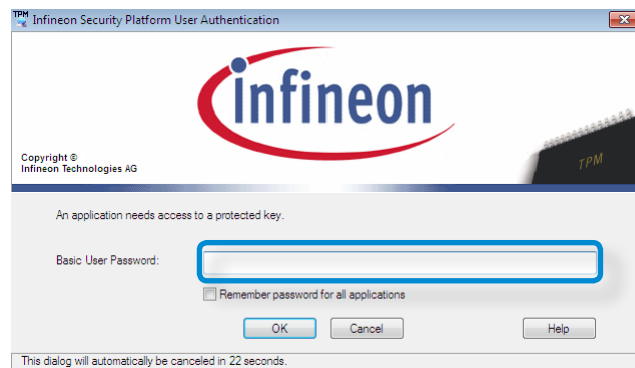 TPM Infineon Security Platform User Authentication
infineon
Copyright ©
Infineon Technologies AG
TPM
An application needs access to a protected key.
Basic User Password:
Remember password for all applications
OK Cancel Help
This dialog will automatically be canceled in 22 seconds.